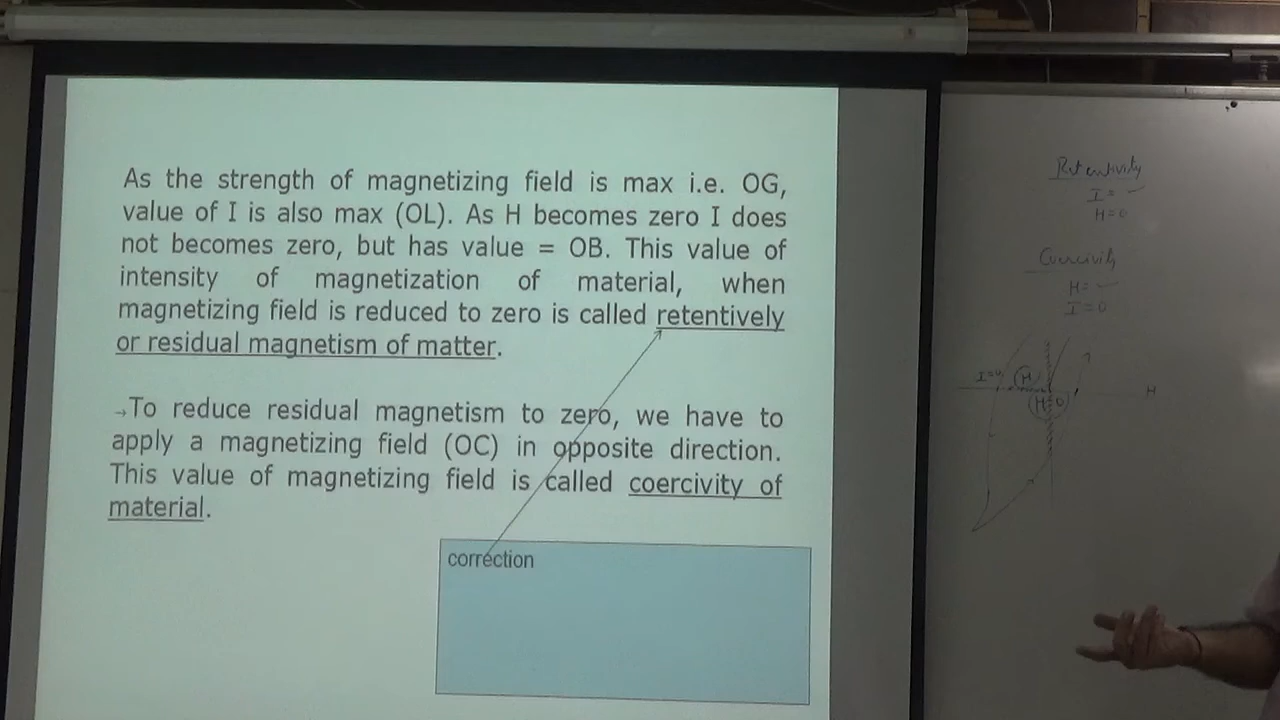 As the strength of magnetizing field is max i.e. OG,
value of I is also max (OL). As H becomes zero I does
not becomes zero, but has value = OB. This value of
intensity of magnetization of material, when
magnetizing field is reduced to zero is called retentively
or residual magnetism of matter.
→To reduce residual magnetism to zero, we have to
apply a magnetizing field (OC) in opposite direction.
This value of magnetizing field is called coercivity of
material.
correction
Retentivity
I =
H=0
Coercivity
H=
I=0
H
H=0
H